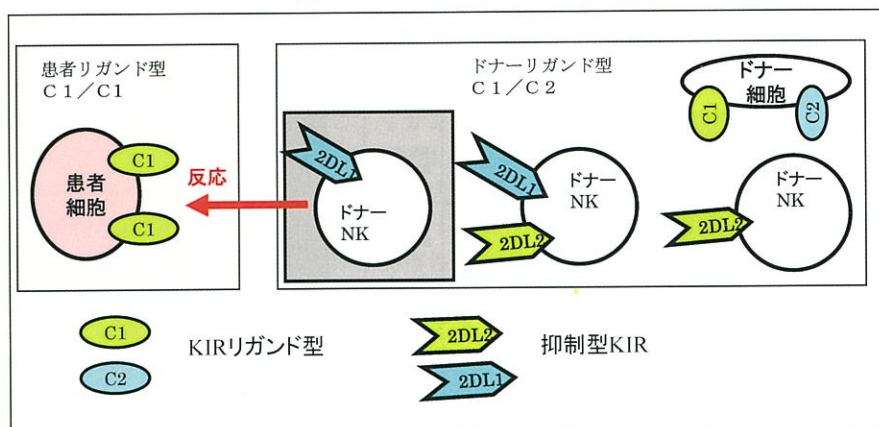 患者リガンド型
C1／C1
C1
患者
細胞
C1
反応
ドナーリガンド型
C1／C2
ドナー
細胞
C1
C2
2DL1
ドナー
NK
2DL1
ドナー
NK
2DL2
ドナー
NK
2DL2
C1
KIRリガンド型
C2
2DL2
抑制型KIR
2DL1